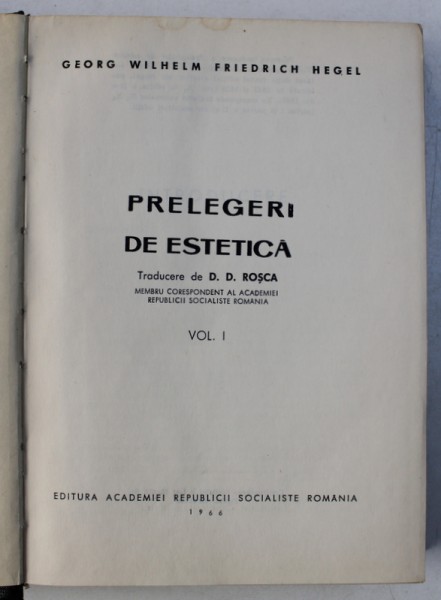 GEORG WILHELM FRIEDRICH HEGEL
PRELEGERI
DE ESTETICĂ
Traducere de D. D. ROȘCA
MEMBRU CORESPONDENT AL ACADEMIEI
REPUBLICII SOCIALISTE ROMÂNIA
VOL. I
EDITURA ACADEMIEI REPUBLICII SOCIALISTE ROMÂNIA
1966